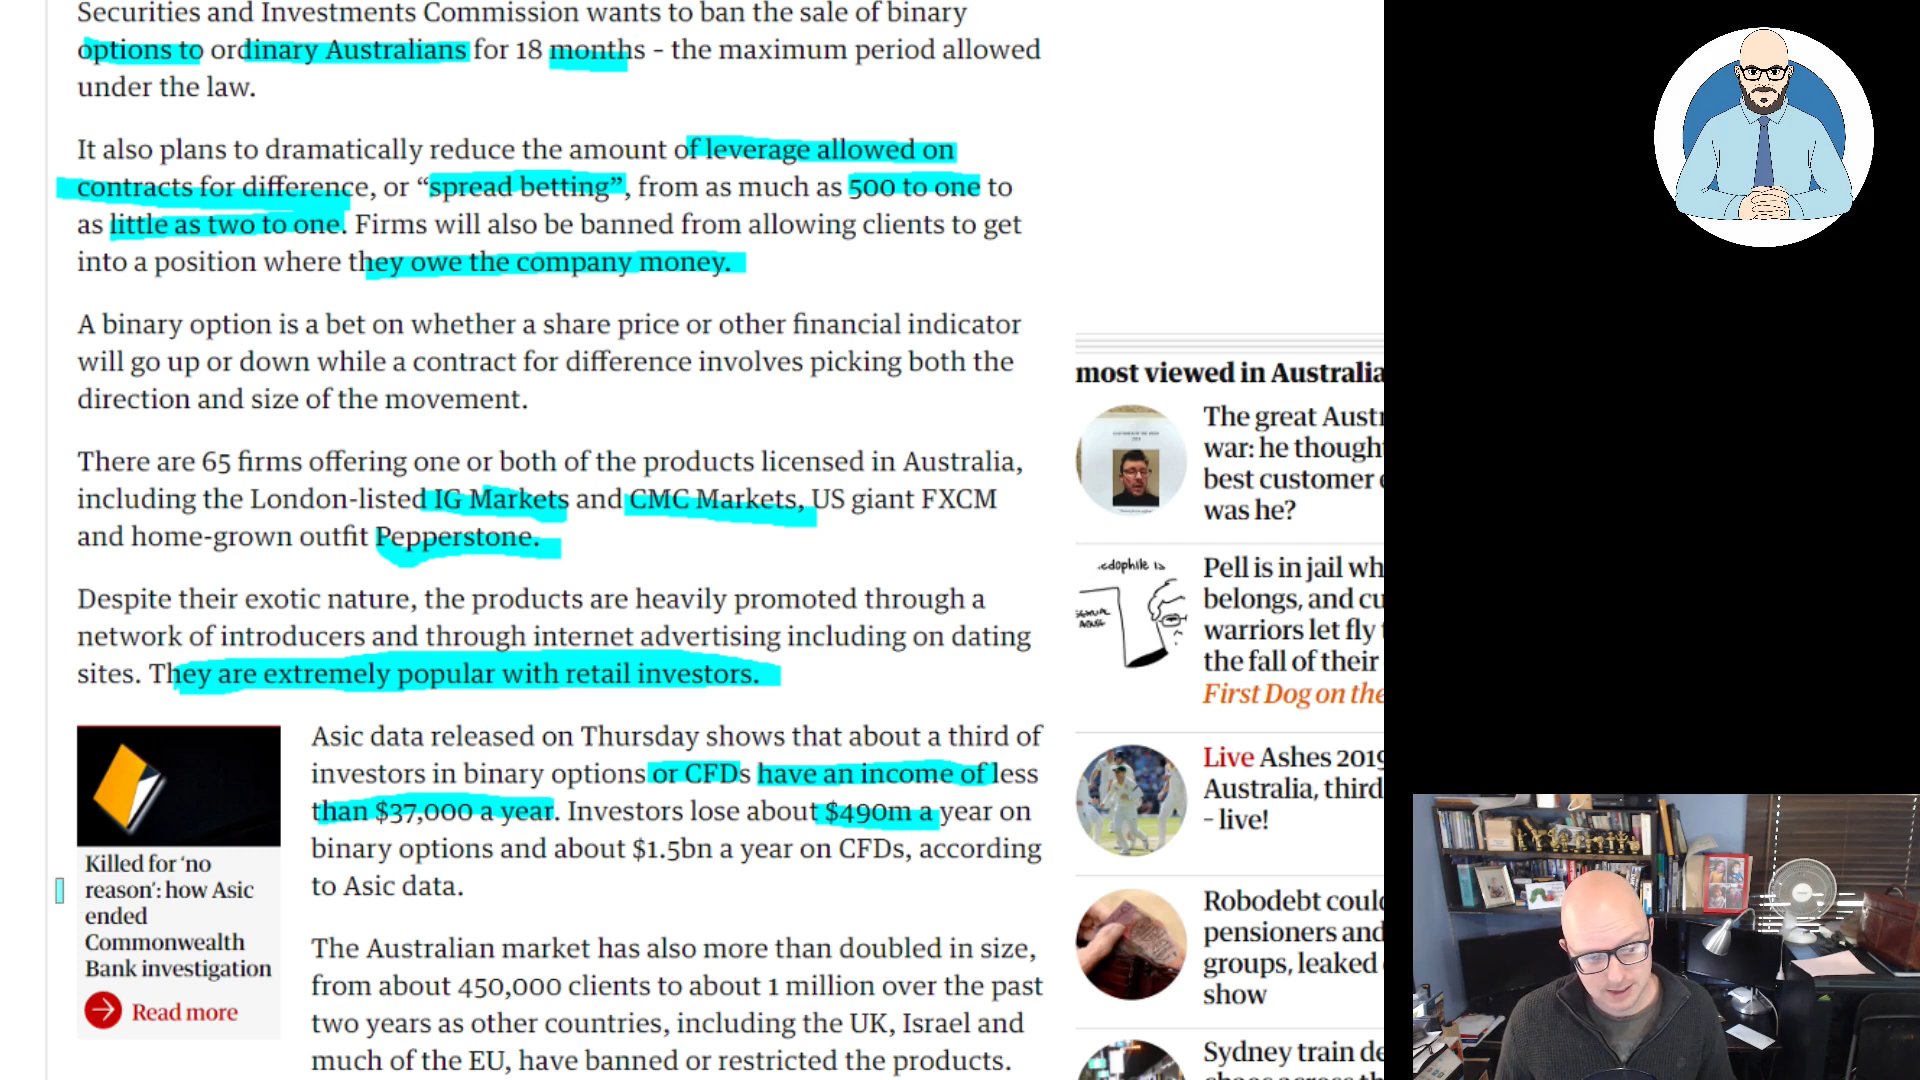 Securities and Investments Commission wants to ban the sale of binary
options to ordinary Australians for 18 months - the maximum period allowed
under the law.
It also plans to dramatically reduce the amount of leverage allowed on
contracts for difference, or “spread betting”, from as much as 500 to one to
as little as two to one. Firms will also be banned from allowing clients to get
into a position where they owe the company money.
A binary option is a bet on whether a share price or other financial indicator
will go up or down while a contract for difference involves picking both the
direction and size of the movement.
There are 65 firms offering one or both of the products licensed in Australia,
including the London-listed IG Markets and CMC Markets, US giant FXCM
and home-grown outfit Pepperstone.
Despite their exotic nature, the products are heavily promoted through a
network of introducers and through internet advertising including on dating
sites. They are extremely popular with retail investors.
Killed for ‘no
reason’: how Asic
ended
Commonwealth
Bank investigation
Read more
Asic data released on Thursday shows that about a third of
investors in binary options or CFDs have an income of less
than $37,000 a year. Investors lose about $490m a year on
binary options and about $1.5bn a year on CFDs, according
to Asic data.
The Australian market has also more than doubled in size,
from about 450,000 clients to about 1 million over the past
two years as other countries, including the UK, Israel and
much of the EU, have banned or restricted the products.
most viewed in Australia
The great Austr
war: he though
best customer
was he?
edophile is
SEXUAL
ABUSE
Pell is in jail wh
belongs, and cu
warriors let fly
the fall of their
First Dog on the
Live Ashes 2019
Australia, third
- live!
Robodebt coul
pensioners and
groups, leaked
show
Sydney train de